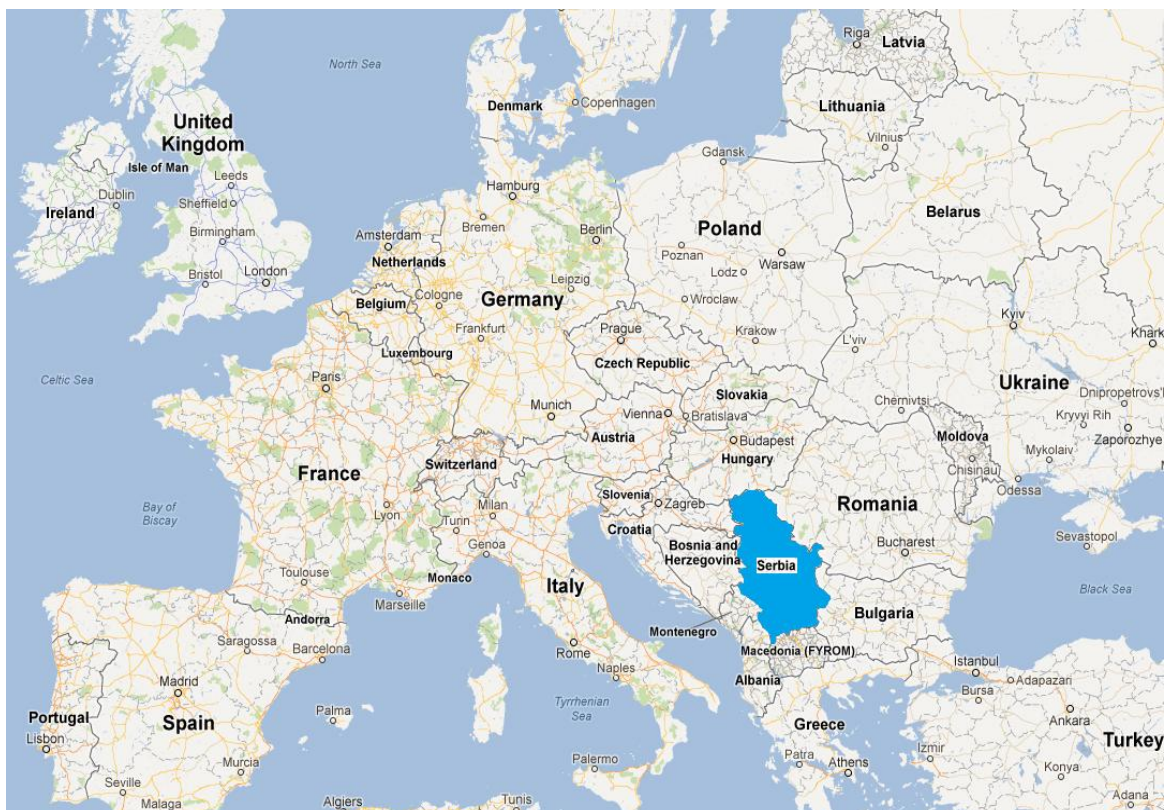 Riga
Latvia
North Sea
Denmark
Copenhagen
Lithuania
Vilnius
United
Kingdom
Isle of Man
Leeds
Gdansk
Dublin
Sheffield
Ireland
Hamburg
Belarus
Birmingham
Bremen
Poland
Amsterdam
Berlin
Poznan
Warsaw
Netherlands
Lodz
Bristol
London
Leipzig
Belgium
Cologne
Germany
Wroclaw
Kyiv
Frankfurt
Prague
Krakow
L'viv
Khark
Luxembourg
Czech Republic
Celtic Sea
Paris
Ukraine
Slovakia
Dnipropetrovs'l
Munich
Vienna
Bratislava
Chernivtsi
Kryvyi Rih
Austria
Budapest
Moldova
Zaporozhye
Hungary
Mykolaiv
Switzerland
Chisinau
France
Odessa
Slovenia
Zagreb
Romania
Bay of
Biscay
Lyon
Milan
Turin
Croatia
Sevastopol
Genoa
Bosnia and
Herzegovina
Bucharest
Serbia
Toulouse
Monaco
Italy
Black Sea
Marseille
Bulgaria
Andorra
Montenegro
Saragossa
Barcelona
Rome
Macedonia (FYROM)
Istanbul
Naples
Albania
Adapazari
Madrid
Bursa
Tyrrhenian
Sea
Portugal
Spain
Palma
Greece
Ankara
Lisbon
Turkey
Izmir
Palermo
Patra
Athens
Murcia
Konya
Seville
Malaga
Algiers
Tunis
Adana